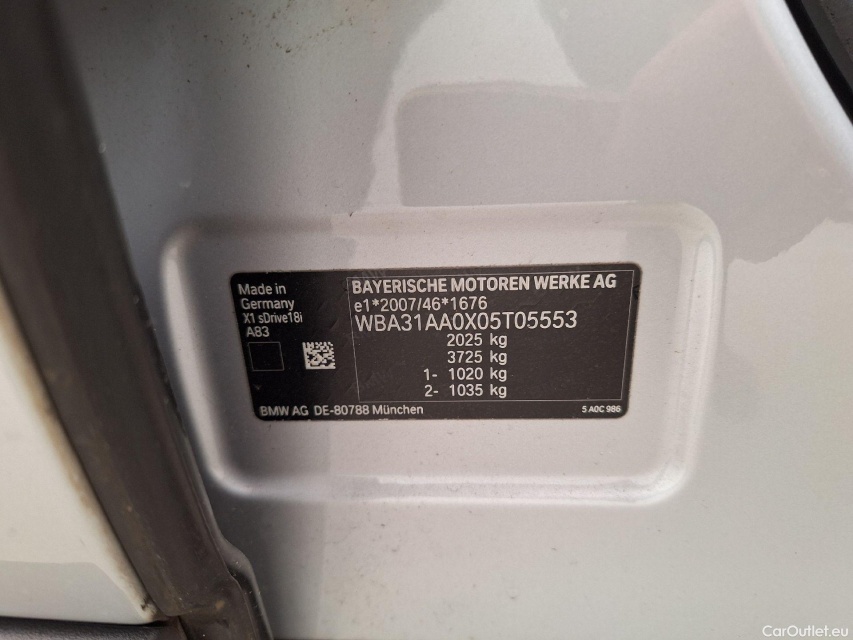 Made in
Germany
X1 sDrive18i
A83
BAYERISCHE MOTOREN WERKE AG
e1*2007/46*1676
WBA31AA0X05T05553
2025 kg
3725 kg
1- 1020 kg
2- 1035 kg
BMW AG DE-80788 München
5 A0C 986
CarOutlet.eu